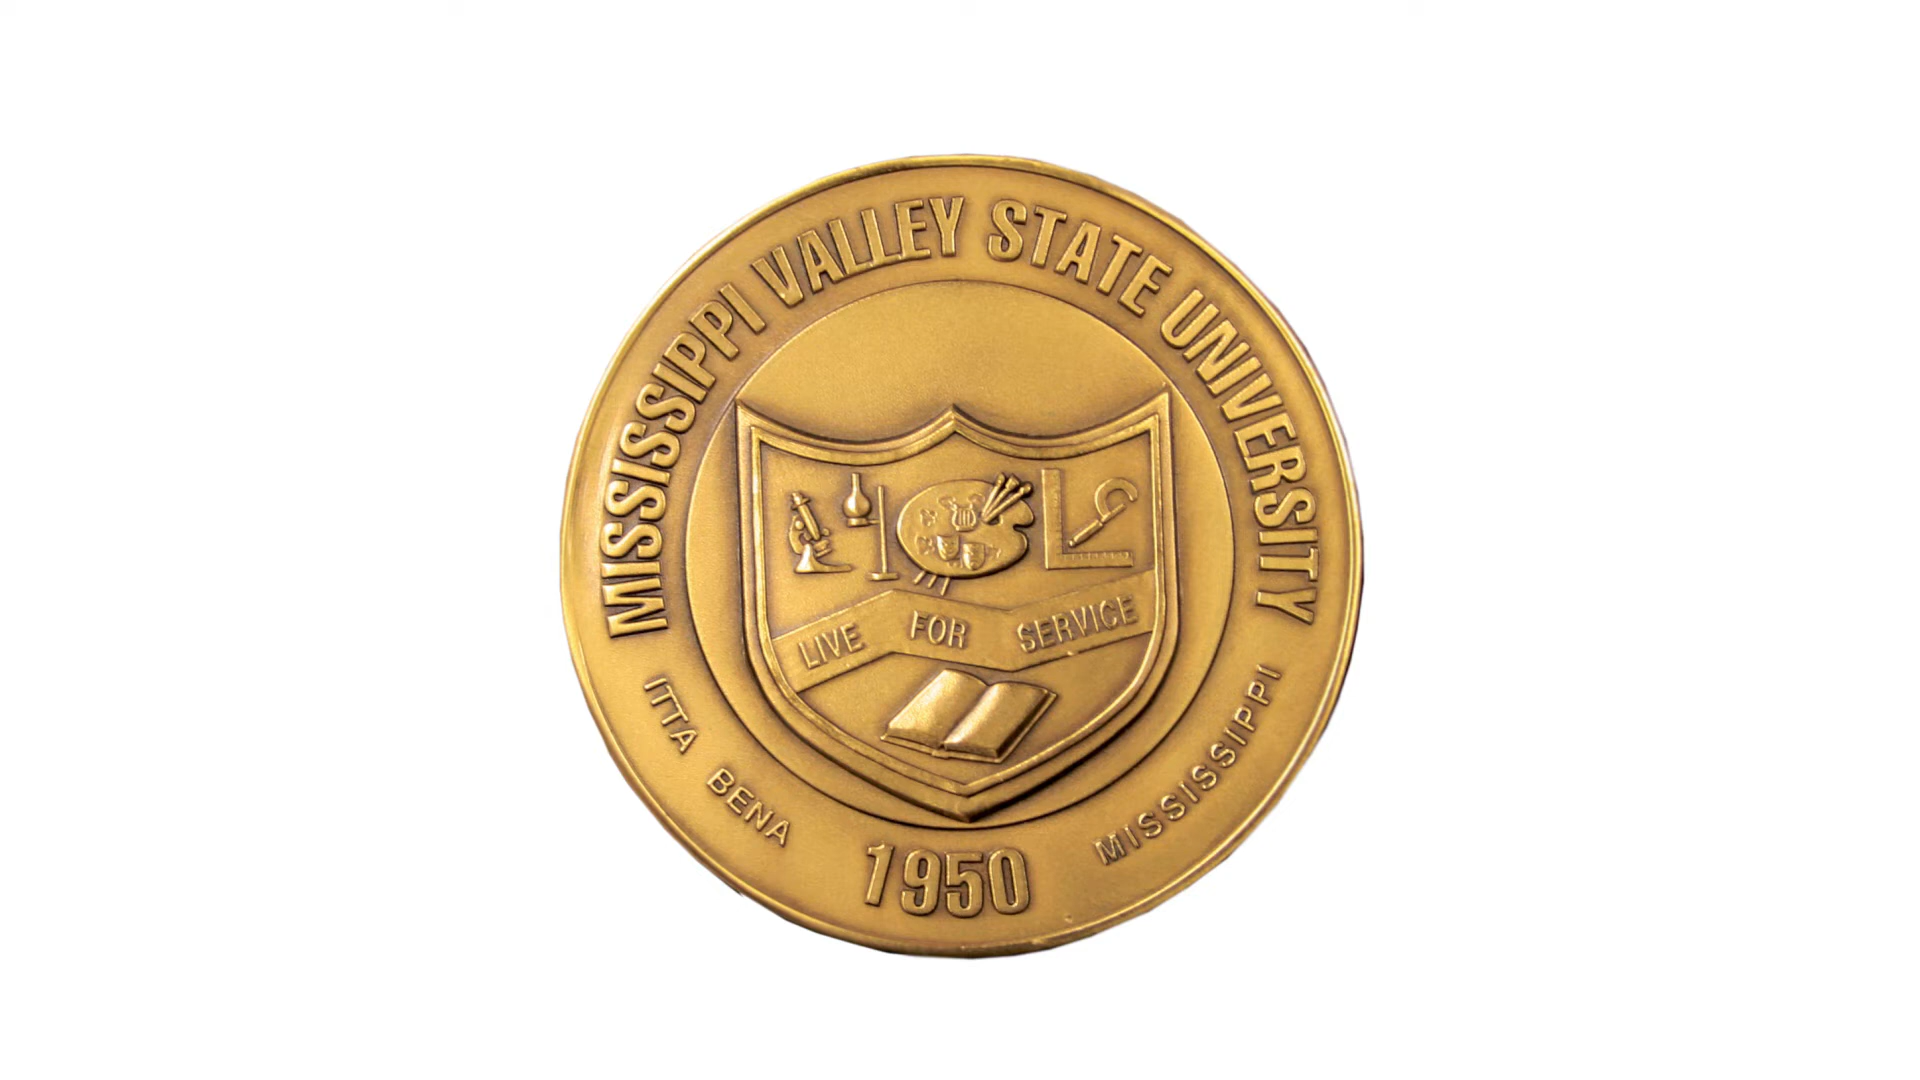 MISSISSIPPI VALLEY STATE UNIVERSITY
LIVE FOR SERVICE
ITTA BENA
1950
MISSISSIPPI